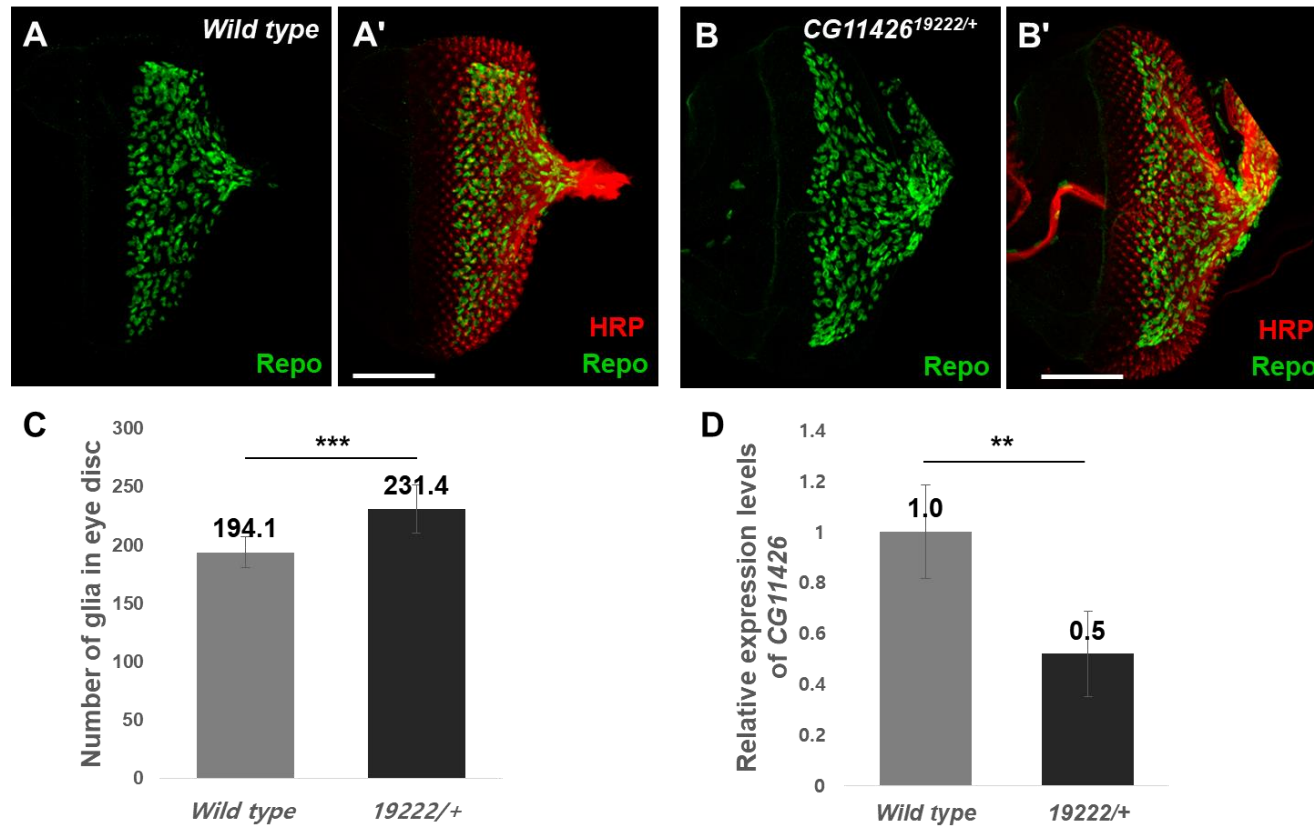 A
Wild type
A'
B
CG11426^19222/+
B'
Repo
HRP
Repo
Repo
HRP
Repo
C
Number of glia in eye disc
300
250
200
150
100
50
0
***
194.1
231.4
Wild type
19222/+
D
Relative expression levels
of CG11426
1.4
1.2
1
0.8
0.6
0.4
0.2
0
**
1.0
0.5
Wild type
19222/+